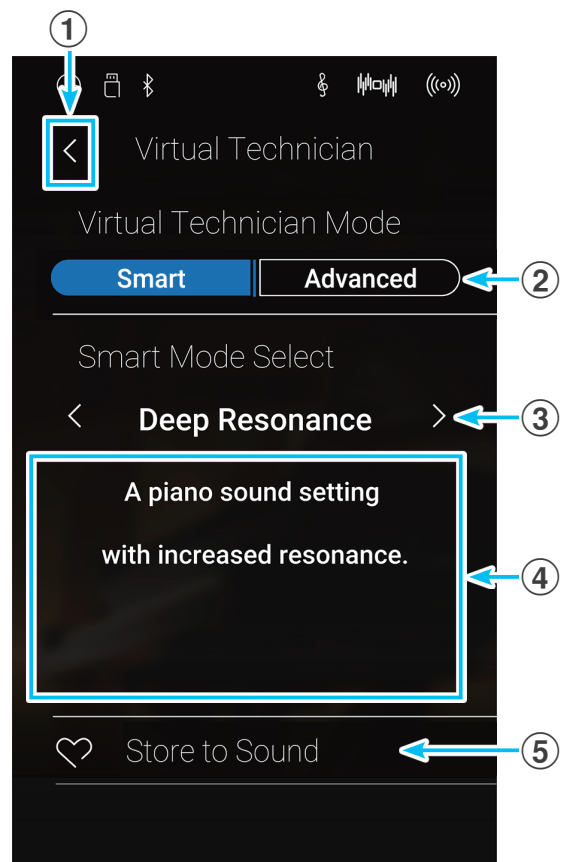 1
Virtual Technician
Virtual Technician Mode
Smart
Advanced
2
Smart Mode Select
Deep Resonance
3
A piano sound setting
with increased resonance.
4
Store to Sound
5